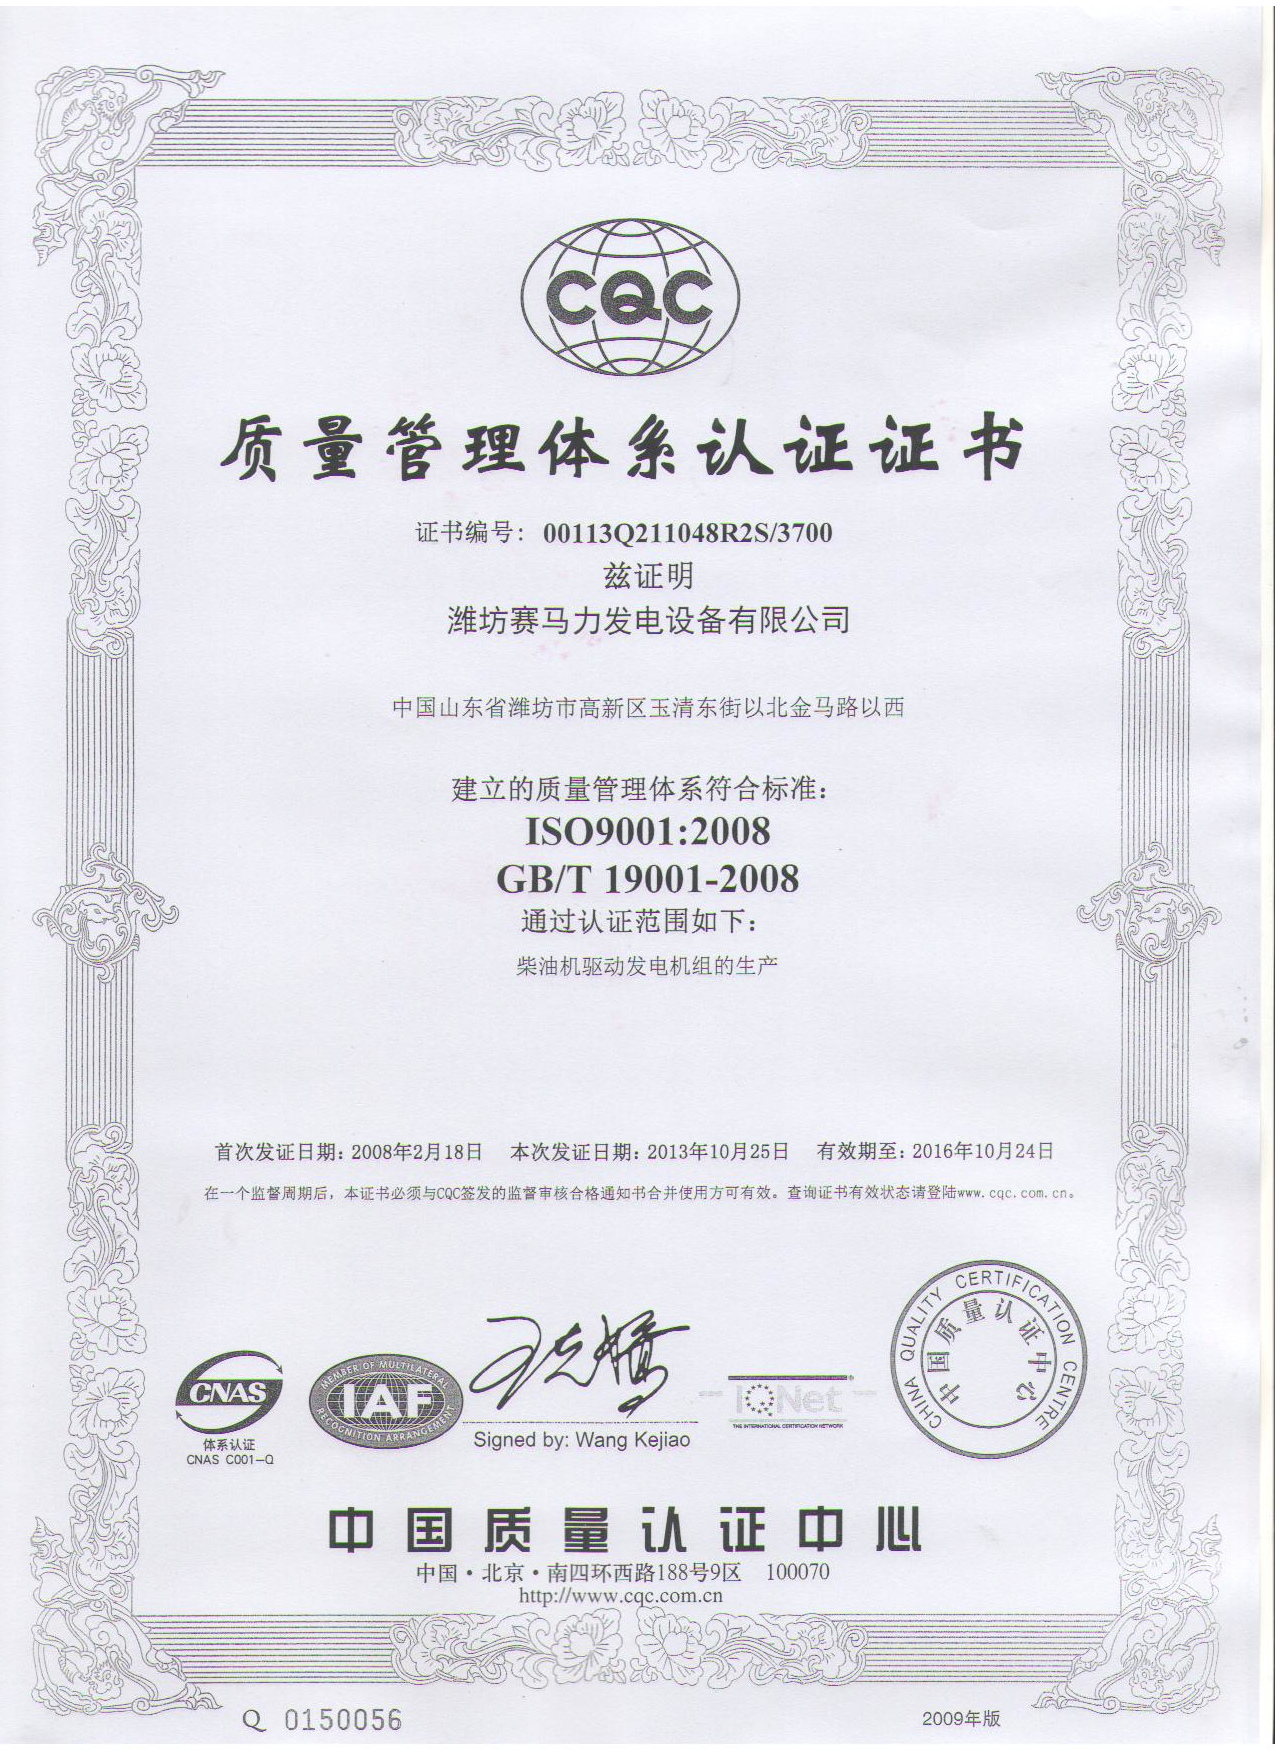 CQC
质量管理体系认证证书
证书编号：00113Q211048R2S/3700
兹证明
潍坊赛马力发电设备有限公司
中国山东省潍坊市高新区玉清东街以北金马路以西
建立的质量管理体系符合标准：
ISO9001:2008
GB/T 19001-2008
通过认证范围如下：
柴油机驱动发电机组的生产
首次发证日期：2008年2月18日 本次发证日期：2013年10月25日 有效期至：2016年10月24日
在一个监督周期后，本证书必须与CQC签发的监督审核合格通知书合并使用方可有效。查询证书有效状态请登陆www.cqc.com.cn。
CNAS
体系认证
CNAS C001-Q
MEMBER OF MULTILATERAL
IAF
RECOGNITION ARRANGEMENT
Signed by: Wang Kejiao
IQNet
THE INTERNATIONAL CERTIFICATION NETWORK
CHINA QUALITY CERTIFICATION CENTRE
中国质量认证中心
中国质量认证中心
中国·北京·南四环西路188号9区 100070
http://www.cqc.com.cn
Q 0150056
2009年版